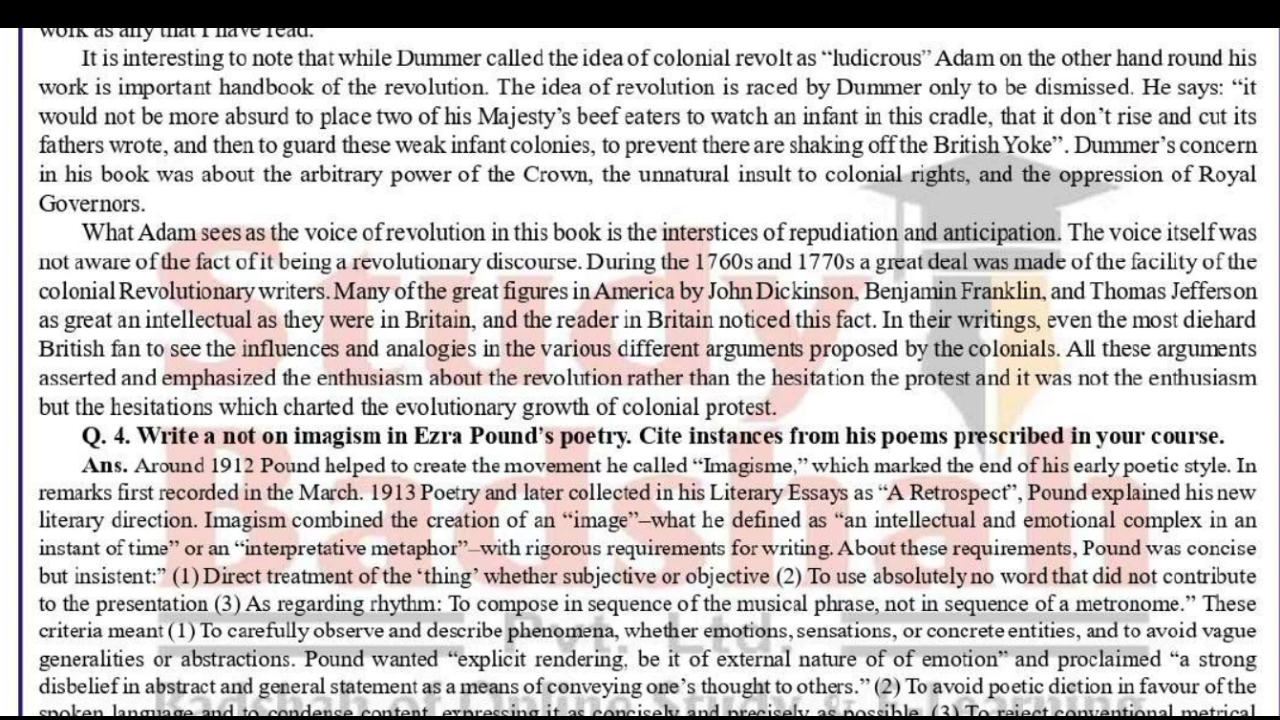 work as any that I have read.
It is interesting to note that while Dummer called the idea of colonial revolt as “ludicrous” Adam on the other hand round his
work is important handbook of the revolution. The idea of revolution is raced by Dummer only to be dismissed. He says: “it
would not be more absurd to place two of his Majesty’s beef eaters to watch an infant in this cradle, that it don’t rise and cut its
fathers wrote, and then to guard these weak infant colonies, to prevent there are shaking off the British Yoke”. Dummer’s concern
in his book was about the arbitrary power of the Crown, the unnatural insult to colonial rights, and the oppression of Royal
Governors.
What Adam sees as the voice of revolution in this book is the interstices of repudiation and anticipation. The voice itself was
not aware of the fact of it being a revolutionary discourse. During the 1760s and 1770s a great deal was made of the facility of the
colonial Revolutionary writers. Many of the great figures in America by John Dickinson, Benjamin Franklin, and Thomas Jefferson
as great an intellectual as they were in Britain, and the reader in Britain noticed this fact. In their writings, even the most diehard
British fan to see the influences and analogies in the various different arguments proposed by the colonials. All these arguments
asserted and emphasized the enthusiasm about the revolution rather than the hesitation the protest and it was not the enthusiasm
but the hesitations which charted the evolutionary growth of colonial protest.
Q. 4. Write a not on imagism in Ezra Pound’s poetry. Cite instances from his poems prescribed in your course.
Ans. Around 1912 Pound helped to create the movement he called “Imagisme,” which marked the end of his early poetic style. In
remarks first recorded in the March. 1913 Poetry and later collected in his Literary Essays as “A Retrospect”, Pound explained his new
literary direction. Imagism combined the creation of an “image”–what he defined as “an intellectual and emotional complex in an
instant of time” or an “interpretative metaphor”–with rigorous requirements for writing. About these requirements, Pound was concise
but insistent:” (1) Direct treatment of the ‘thing’ whether subjective or objective (2) To use absolutely no word that did not contribute
to the presentation (3) As regarding rhythm: To compose in sequence of the musical phrase, not in sequence of a metronome.” These
criteria meant (1) To carefully observe and describe phenomena, whether emotions, sensations, or concrete entities, and to avoid vague
generalities or abstractions. Pound wanted “explicit rendering, be it of external nature of of emotion” and proclaimed “a strong
disbelief in abstract and general statement as a means of conveying one’s thought to others.” (2) To avoid poetic diction in favour of the
spoken language and to condense content, expressing it as concisely and precisely as possible. (3) To reject conventional metrical
Study
Badshah
Pvt. Ltd.
Badshah of Online Study & Learning